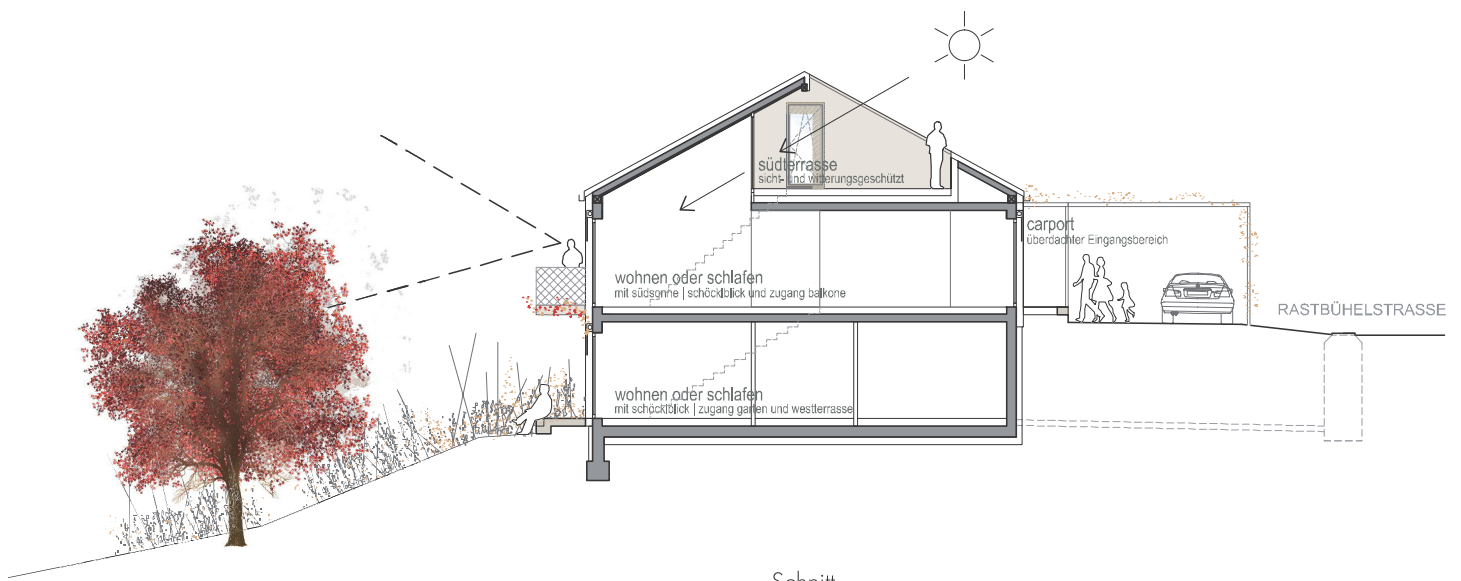 südterrasse
sicht- und witterungsgeschützt
carport
überdachter Eingangsbereich
wohnen oder schlafen
mit südsonne | schöcklblick und zugang balkone
RASTBÜHELSTRASSE
wohnen oder schlafen
mit schöcklblick | zugang garten und westterrasse
Schnitt